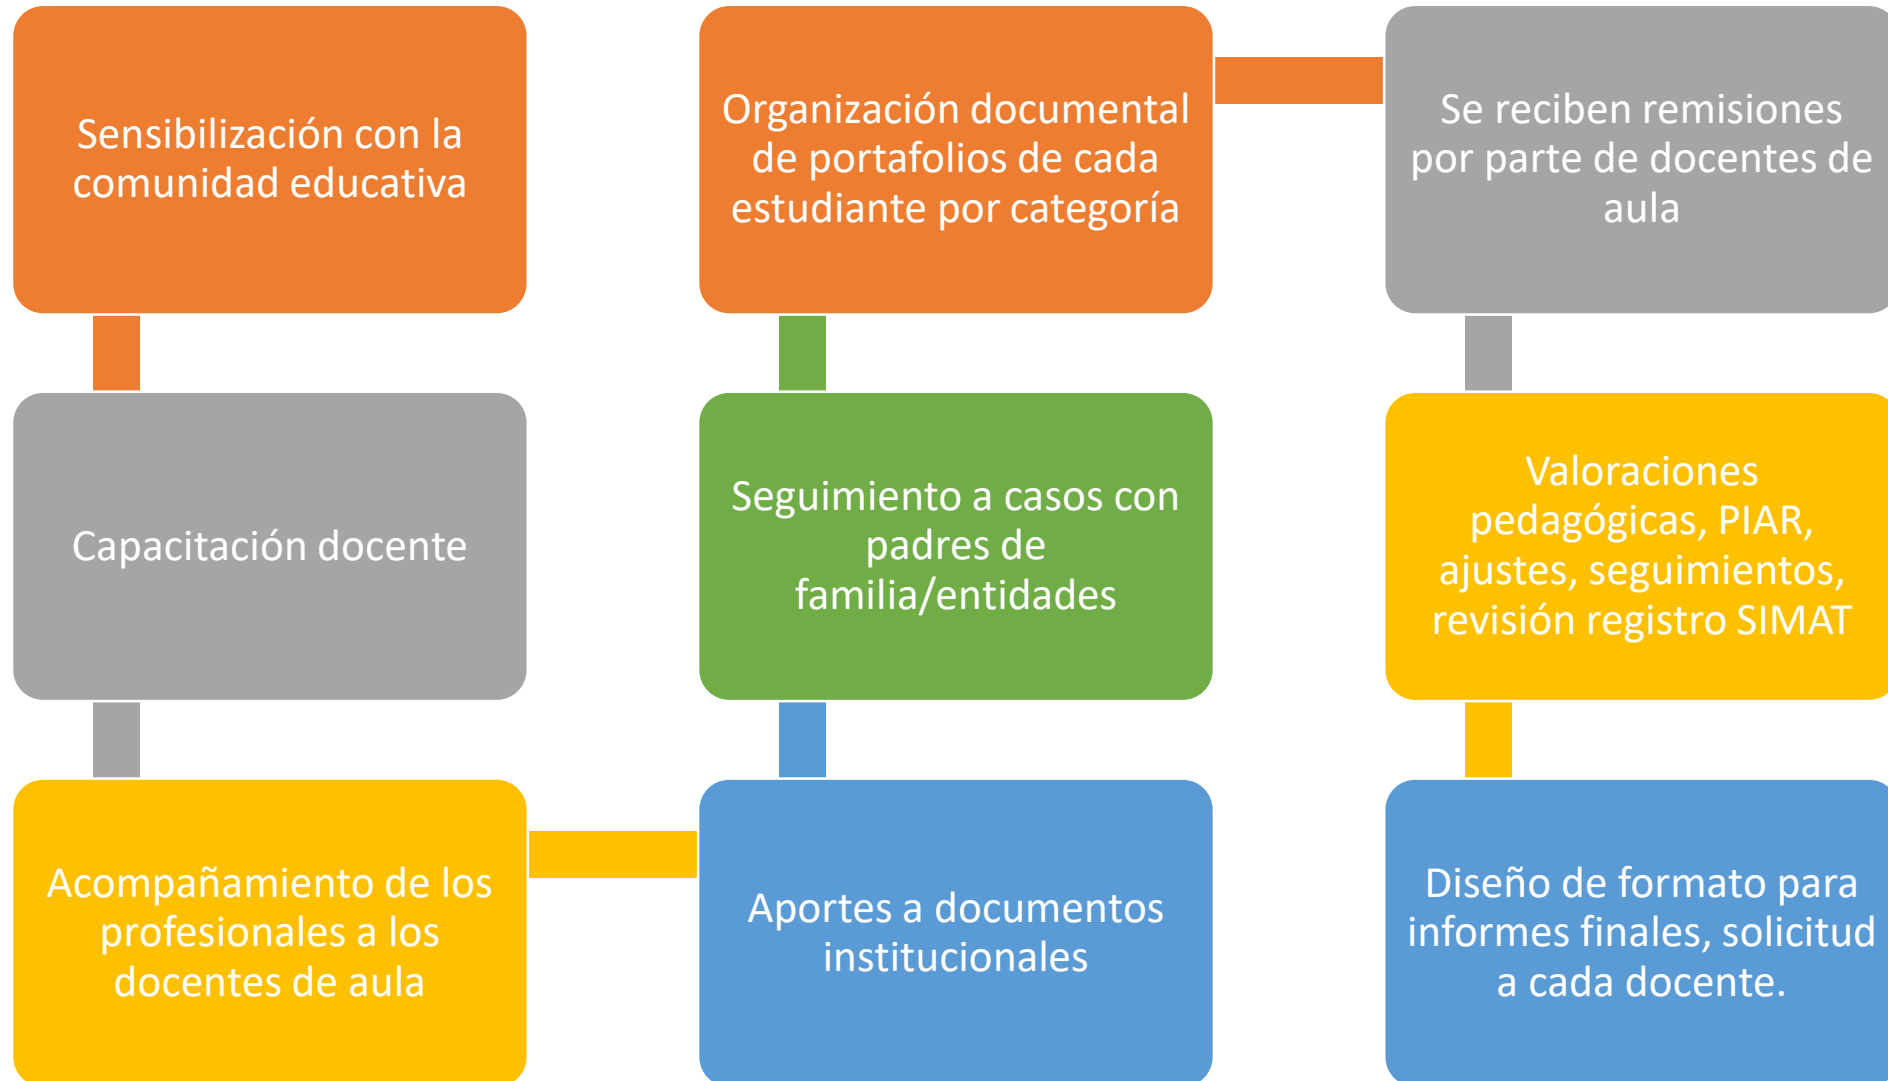 Sensibilización con la
comunidad educativa
Capacitación docente
Acompañamiento de los
profesionales a los
docentes de aula
Aportes a documentos
institucionales
Seguimiento a casos con
padres de
familia/entidades
Organización documental
de portafolios de cada
estudiante por categoría
Se reciben remisiones
por parte de docentes de
aula
Valoraciones
pedagógicas, PIAR,
ajustes, seguimientos,
revisión registro SIMAT
Diseño de formato para
informes finales, solicitud
a cada docente.